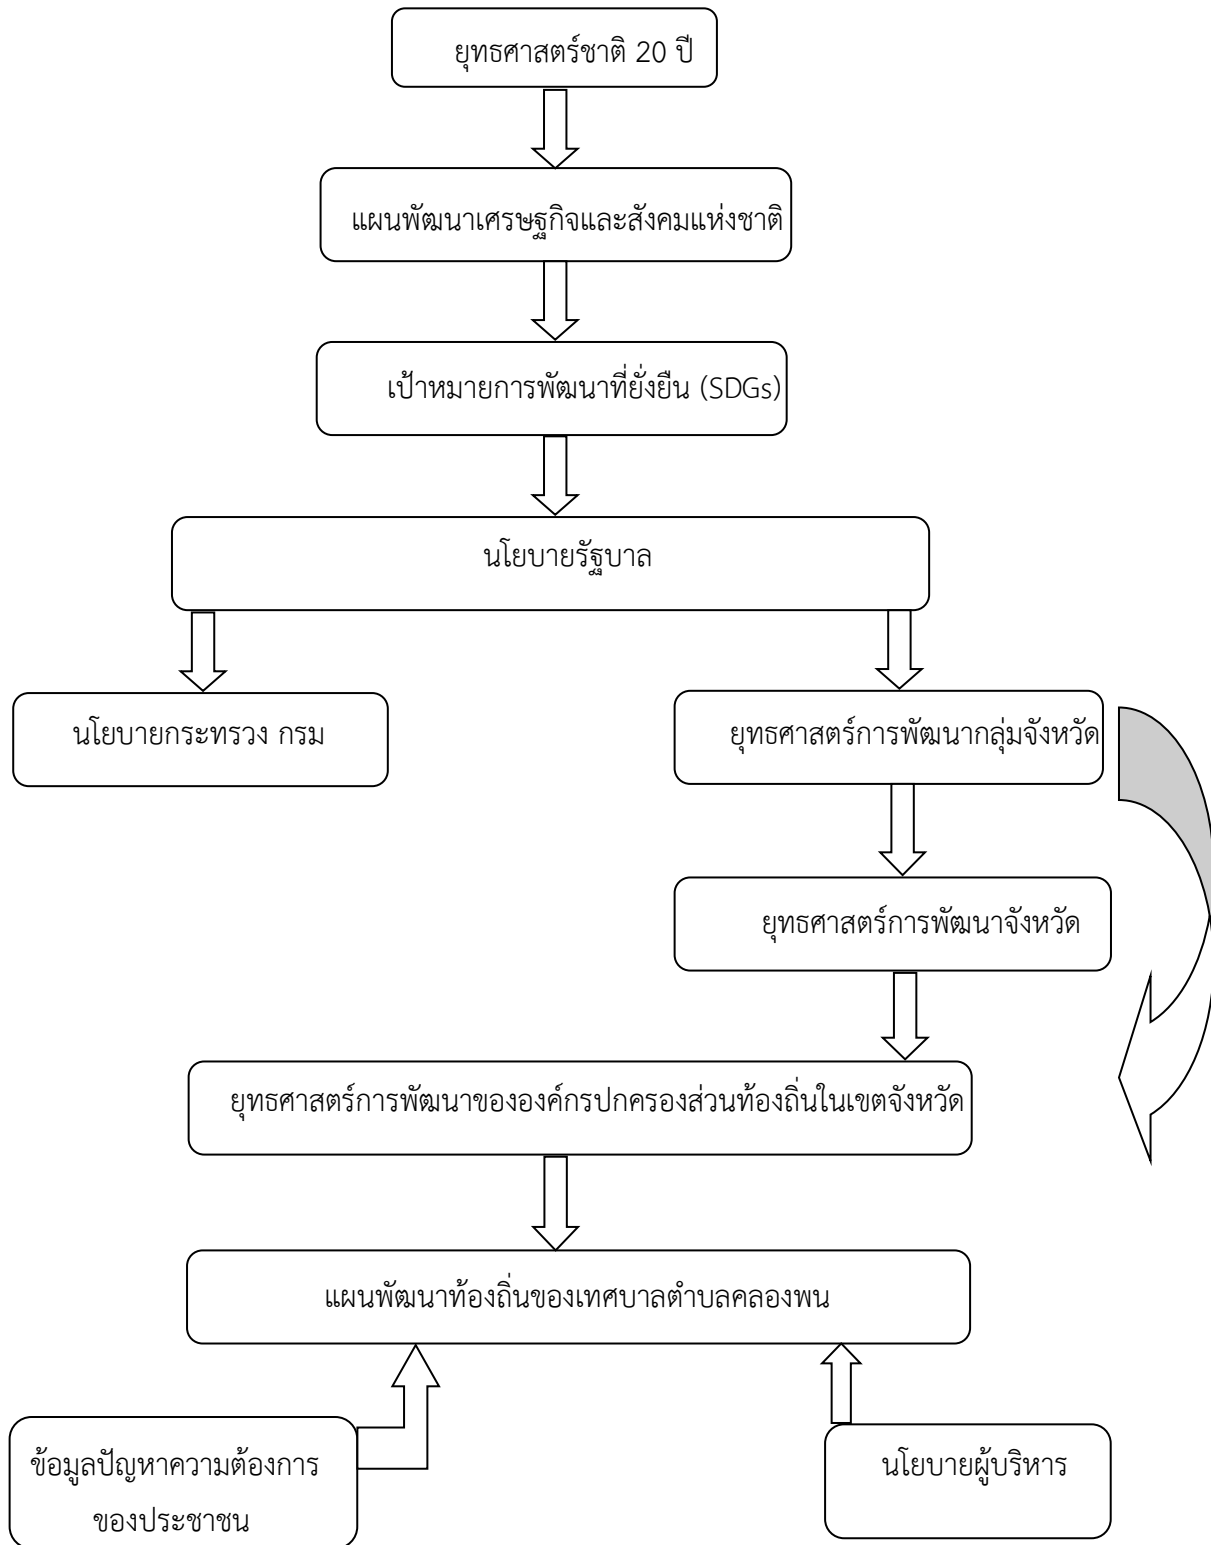 ยุทธศาสตร์ชาติ 20 ปี
แผนพัฒนาเศรษฐกิจและสังคมแห่งชาติ
เป้าหมายการพัฒนาที่ยั่งยืน (SDGs)
นโยบายรัฐบาล
นโยบายกระทรวง กรม
ยุทธศาสตร์การพัฒนากลุ่มจังหวัด
ยุทธศาสตร์การพัฒนาจังหวัด
ยุทธศาสตร์การพัฒนาขององค์กรปกครองส่วนท้องถิ่นในเขตจังหวัด
แผนพัฒนาท้องถิ่นของเทศบาลตำบลคลองพน
ข้อมูลปัญหาความต้องการ
ของประชาชน
นโยบายผู้บริหาร